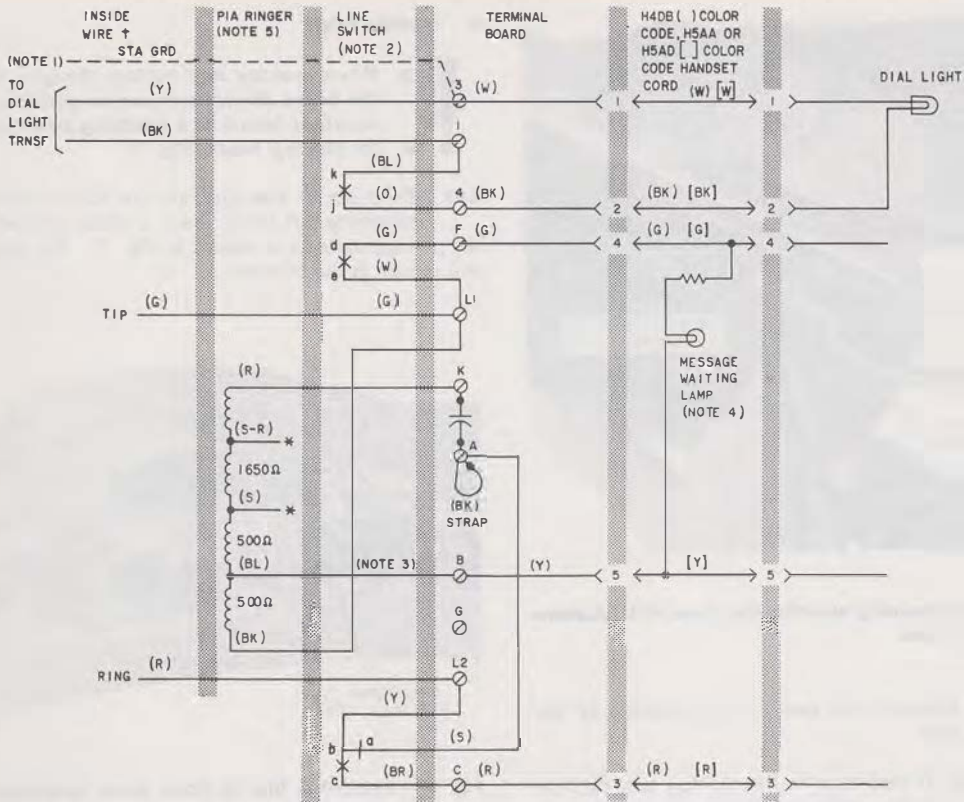 INSIDE
WIRE †
STA GRD
PIA RINGER
(NOTE 5)
LINE
SWITCH
(NOTE 2)
TERMINAL
BOARD
H4DB( ) COLOR
CODE, H5AA OR
H5AD [ ] COLOR
CODE HANDSET
CORD (W) [W]
DIAL LIGHT
(NOTE 1)
TO
DIAL
LIGHT
TRNSF
(Y)
3 (W)
1
1
(BK)
1
(BL)
k
j
(O)
4 (BK)
2
(BK) [BK]
2
d
(G)
F (G)
4
(G) [G]
4
e
(W)
TIP
(G)
(G)
L1
MESSAGE
WAITING
LAMP
(NOTE 4)
(R)
K
(S-R) *
1650Ω
A
(S) *
(BK)
STRAP
500Ω
(BL)
(NOTE 3)
B
(Y)
5
[Y]
5
500Ω
G
(BK)
RING
(R)
L2
(Y)
b
a
(S)
c
(BR)
C (R)
3
(R) [R]
3